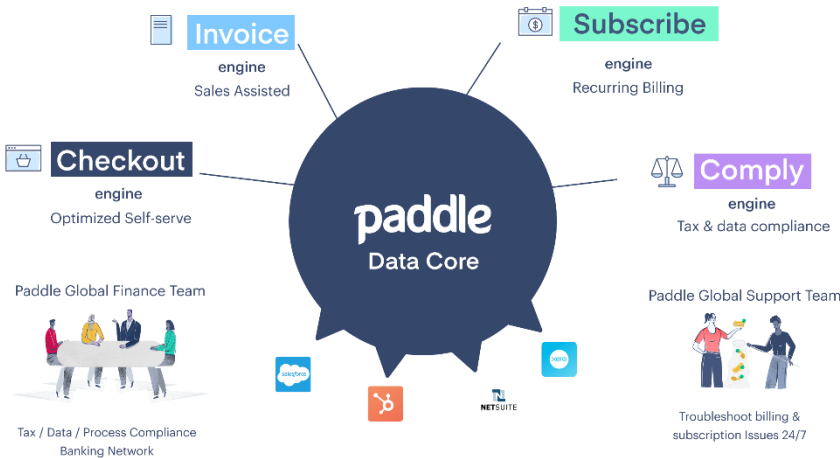 Invoice
engine
Sales Assisted
Subscribe
engine
Recurring Billing
Checkout
engine
Optimized Self-serve
Comply
engine
Tax & data compliance
paddle
Data Core
Paddle Global Finance Team
Tax / Data / Process Compliance
Banking Network
salesforce
NETSUITE
xero
Paddle Global Support Team
Troubleshoot billing &
subscription Issues 24/7